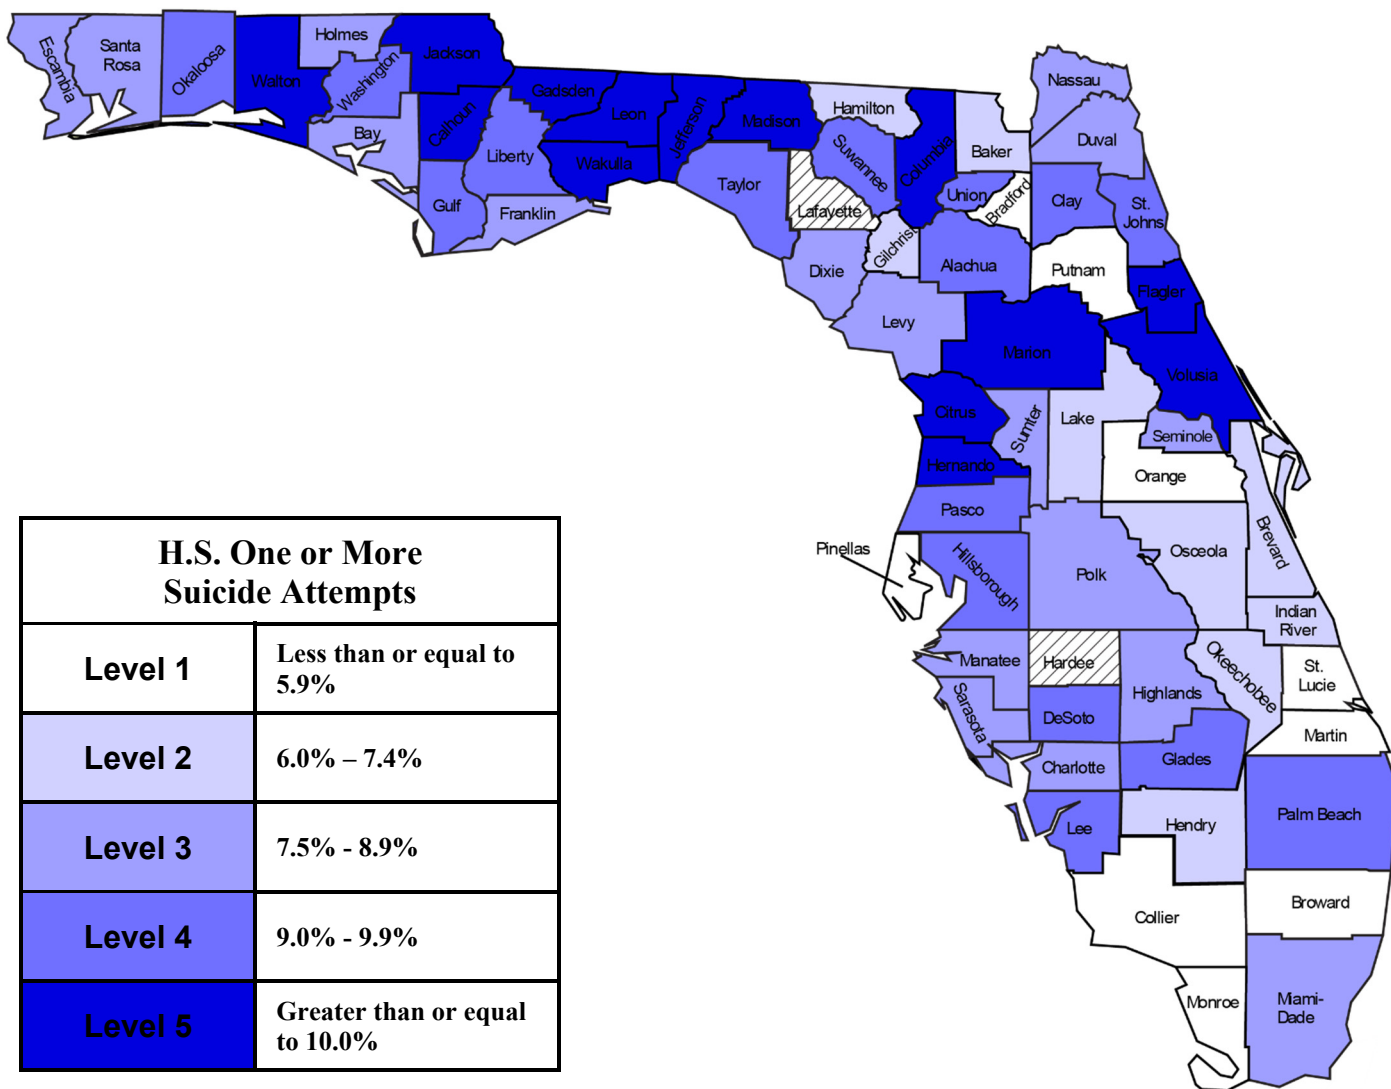 Escambia
Santa
Rosa
Okaloosa
Walton
Holmes
Washington
Jackson
Bay
Calhoun
Gulf
Liberty
Franklin
Gadsden
Leon
Wakulla
Jefferson
Madison
Taylor
Hamilton
Suwannee
Lafayette
Columbia
Baker
Union
Bradford
Nassau
Duval
Clay
St.
Johns
Gilchrist
Dixie
Alachua
Putnam
Flagler
Levy
Marion
Volusia
Citrus
Sumter
Lake
Seminole
Hernando
Orange
Pasco
Brevard
Pinellas
Hillsborough
Polk
Osceola
Indian
River
Manatee
Hardee
Highlands
Okeechobee
St.
Lucie
Sarasota
DeSoto
Martin
Charlotte
Glades
Lee
Hendry
Palm Beach
Collier
Broward
Monroe
Miami-
Dade
H.S. One or More
Suicide Attempts
Level 1
Less than or equal to
5.9%
Level 2
6.0% – 7.4%
Level 3
7.5% - 8.9%
Level 4
9.0% - 9.9%
Level 5
Greater than or equal
to 10.0%